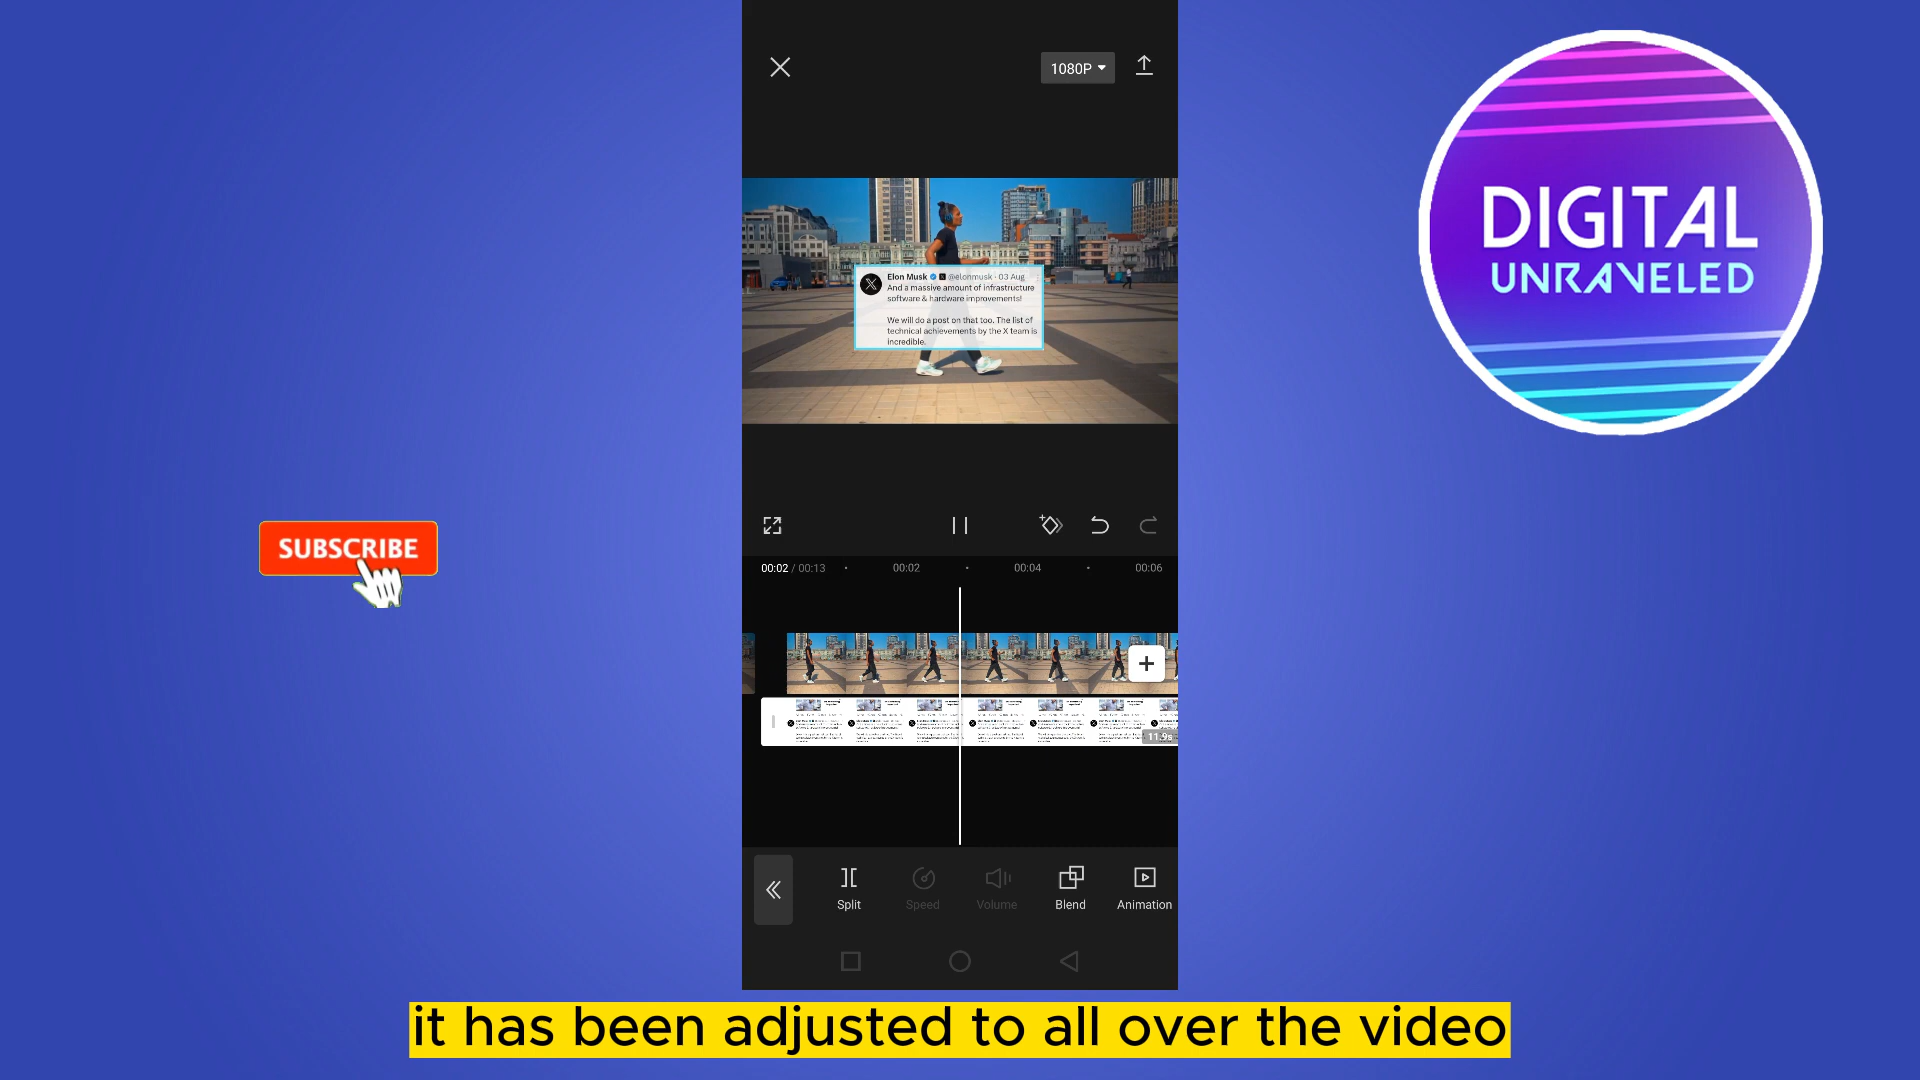 1080P
DIGITAL
UNRAVELED
Elon Musk @elonmusk · 03 Aug
And a massive amount of infrastructure
software & hardware improvements!
We will do a post on that too. The list of
technical achievements by the X team is
incredible.
SUBSCRIBE
00:02 / 00:13
00:02
00:04
00:06
11.9s
Split
Speed
Volume
Blend
Animation
it has been adjusted to all over the video